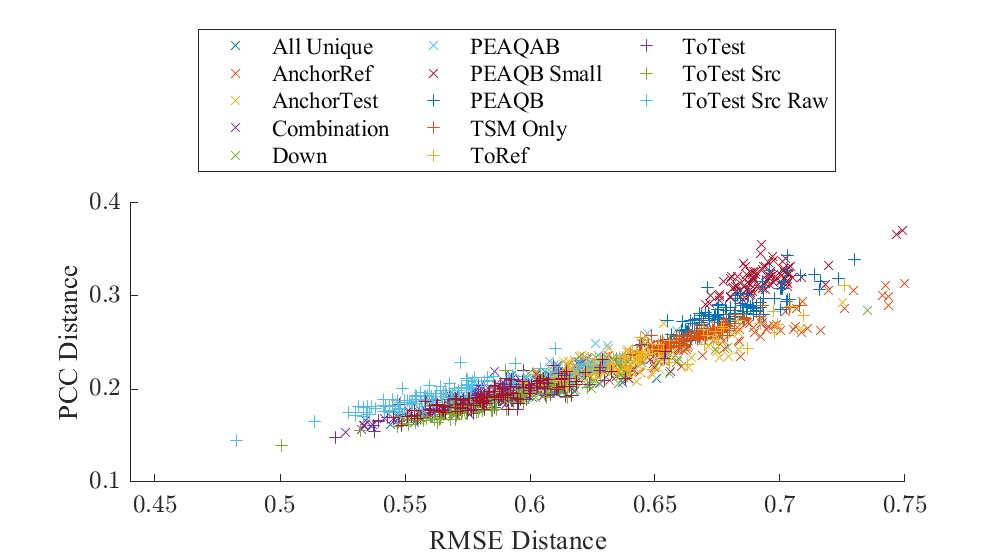 All Unique PEAQAB ToTest
AnchorRef PEAQB Small ToTest Src
AnchorTest PEAQB ToTest Src Raw
Combination TSM Only
Down ToRef
0.4
0.3
0.2
0.1
PCC Distance
0.45 0.5 0.55 0.6 0.65 0.7 0.75
RMSE Distance